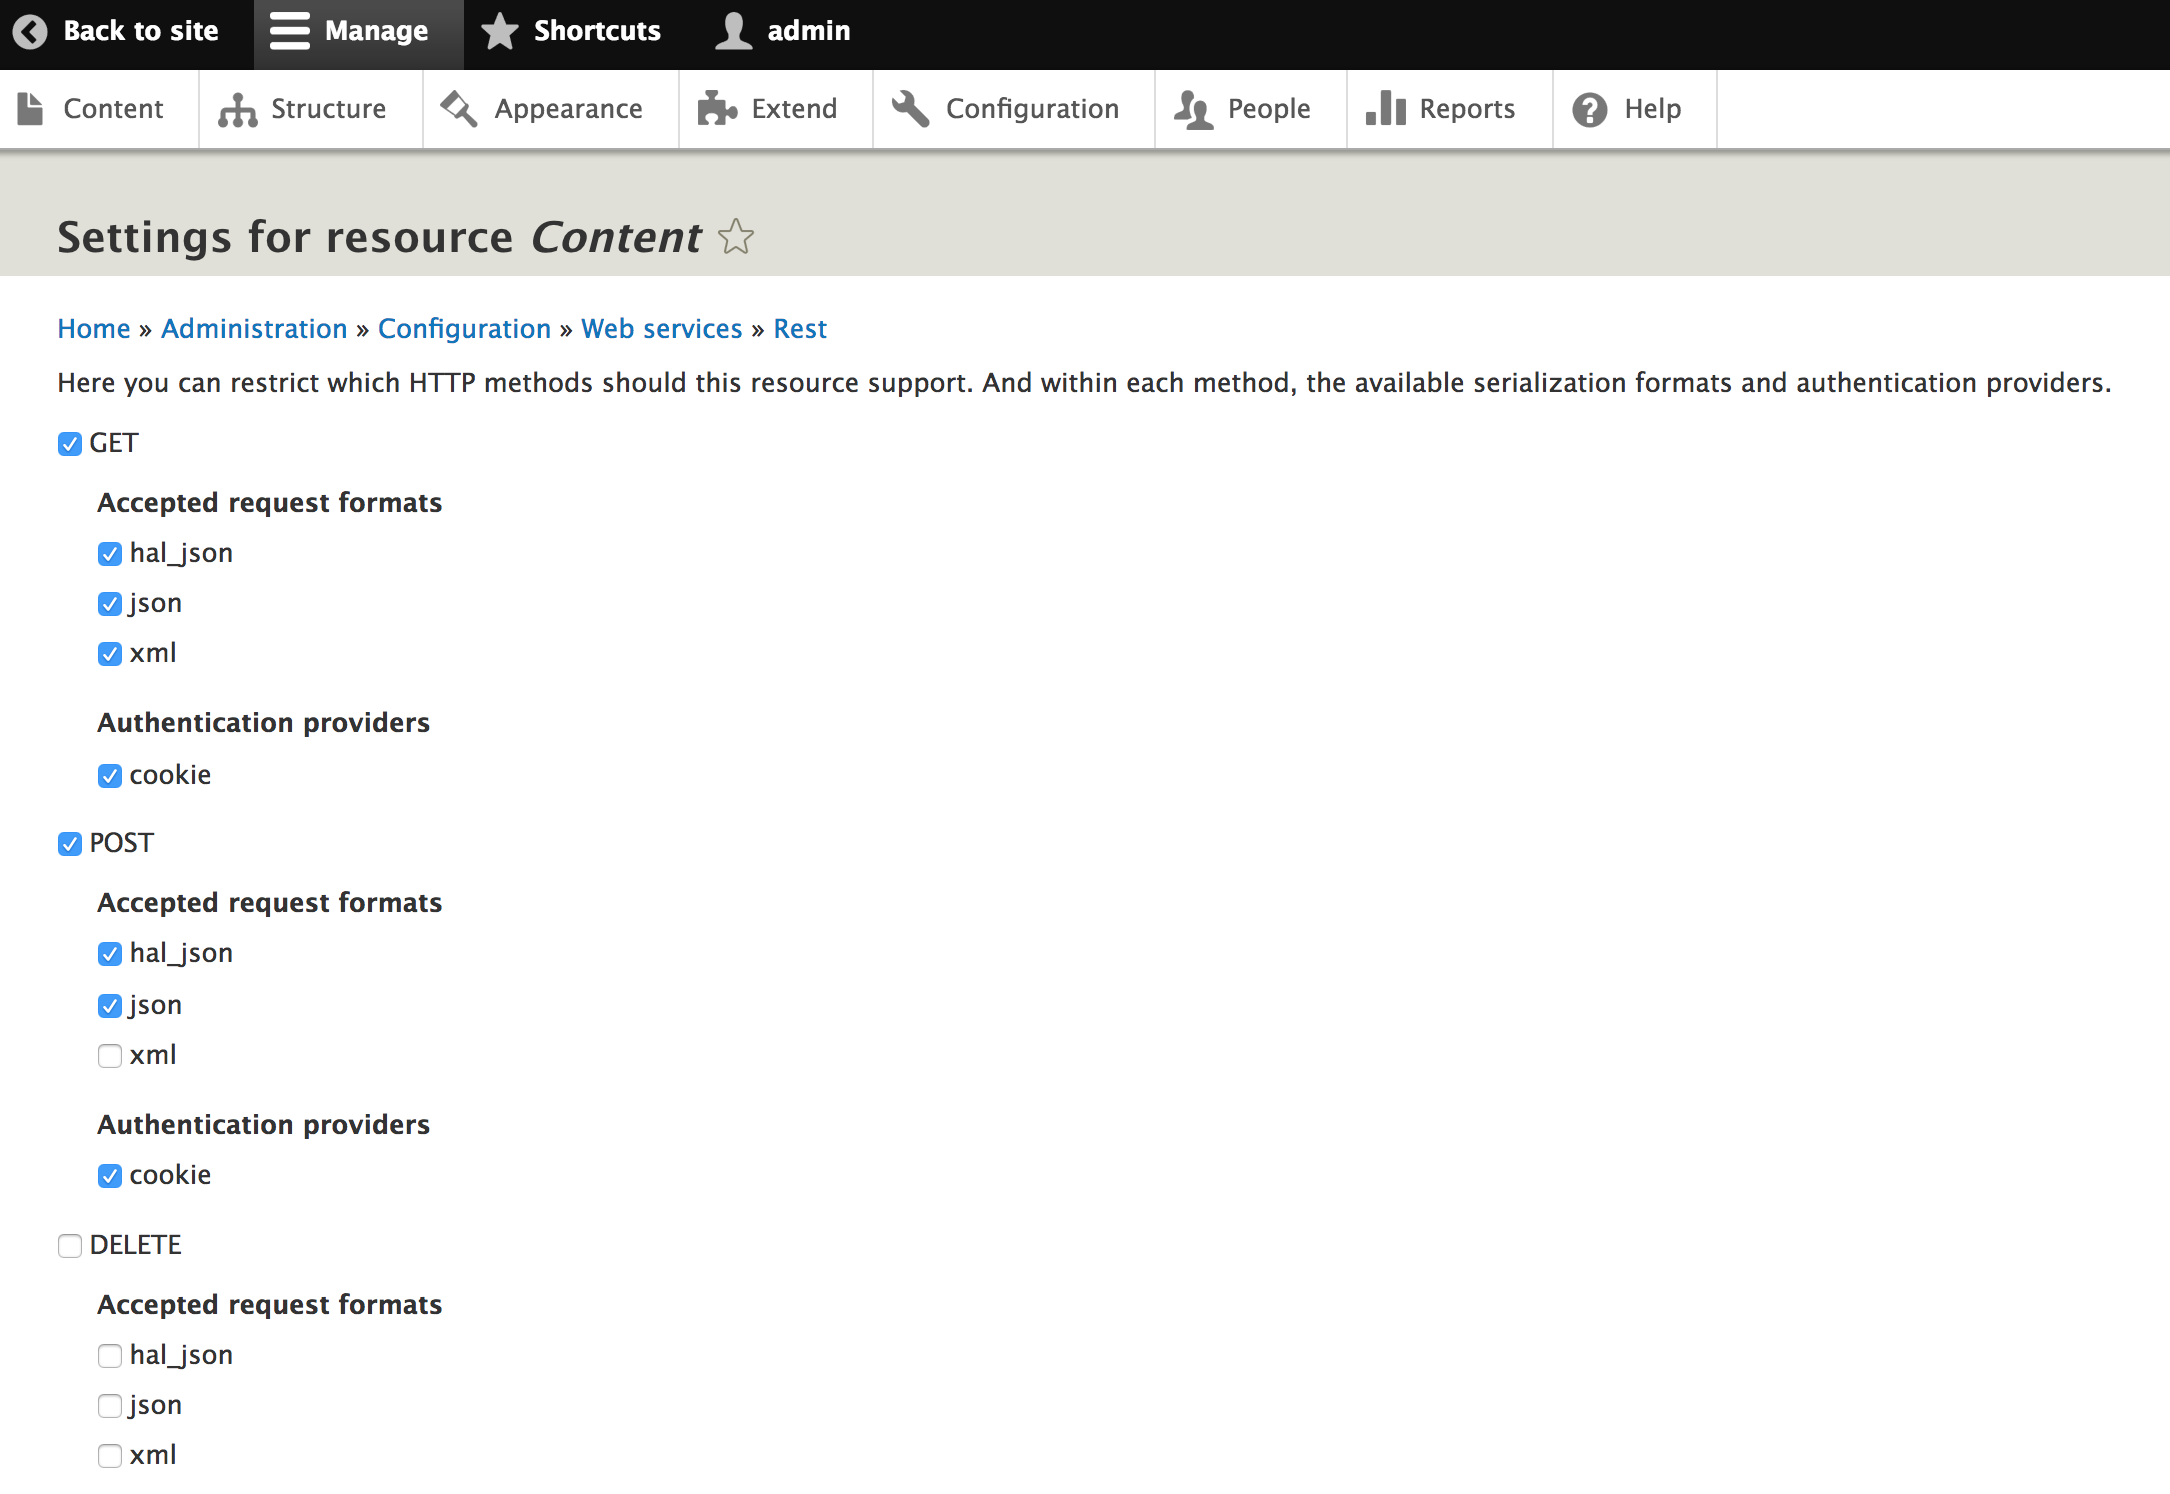 Back to site Manage Shortcuts admin
Content Structure Appearance Extend Configuration People Reports Help
Settings for resource Content
Home » Administration » Configuration » Web services » Rest
Here you can restrict which HTTP methods should this resource support. And within each method, the available serialization formats and authentication providers.
GET
Accepted request formats
hal_json
json
xml
Authentication providers
cookie
POST
Accepted request formats
hal_json
json
xml
Authentication providers
cookie
DELETE
Accepted request formats
hal_json
json
xml